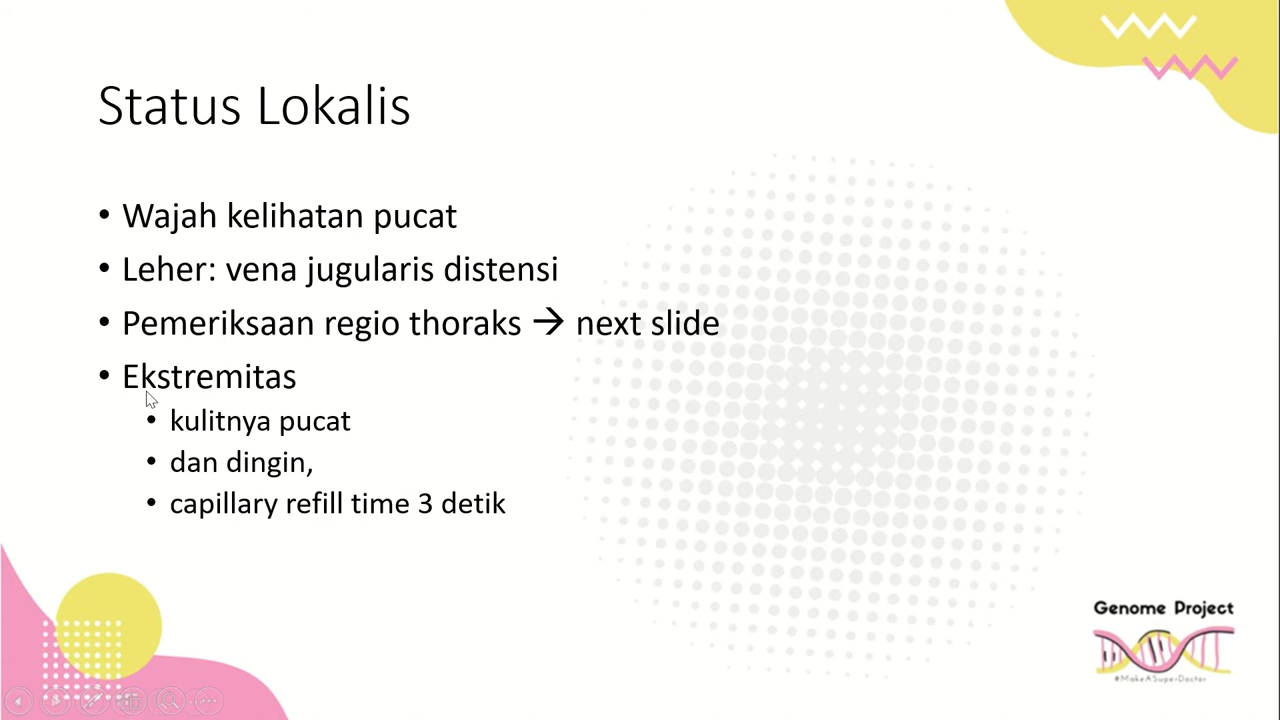 Status Lokalis
• Wajah kelihatan pucat
• Leher: vena jugularis distensi
• Pemeriksaan regio thoraks → next slide
• Ekstremitas
• kulitnya pucat
• dan dingin,
• capillary refill time 3 detik
Genome Project
#MakeASuperDoctor